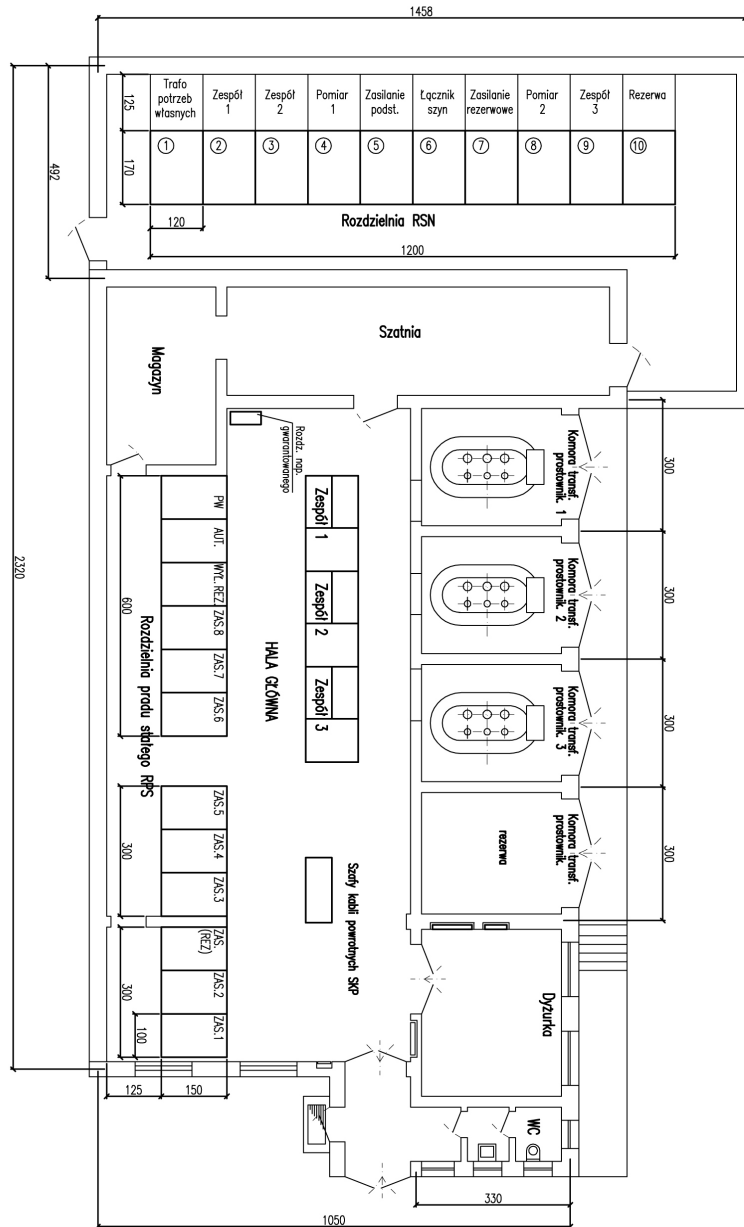 1458
Trafo
potrzeb
własnych
Zespół
1
Zespół
2
Pomiar
1
Zasilanie
podst.
Łącznik
szyn
Zasilanie
rezerwowe
Pomiar
2
Zespół
3
Rezerwa
1
2
3
4
5
6
7
8
9
10
125
170
492
120
Rozdzielnia RSN
1200
Szatnia
Magazyn
Rozdz. nap.
gwarantowanego
Komora transf.
prostownik. 1
300
Komora transf.
prostownik. 2
300
Komora transf.
prostownik. 3
300
Komora transf.
prostownik.
rezerwa
300
Zespół 1
Zespół 2
Zespół 3
HALA GŁÓWNA
PW
AUT.
WYŁ. REZ.
ZAS.8
ZAS.7
ZAS.6
600
Rozdzielnia prądu stałego RPS
2320
ZAS.5
ZAS.4
ZAS.3
300
ZAS.
(REZ)
ZAS.2
ZAS.1
300
100
Szafy kabli powrotnych SKP
Dyżurka
WC
125
150
330
1050